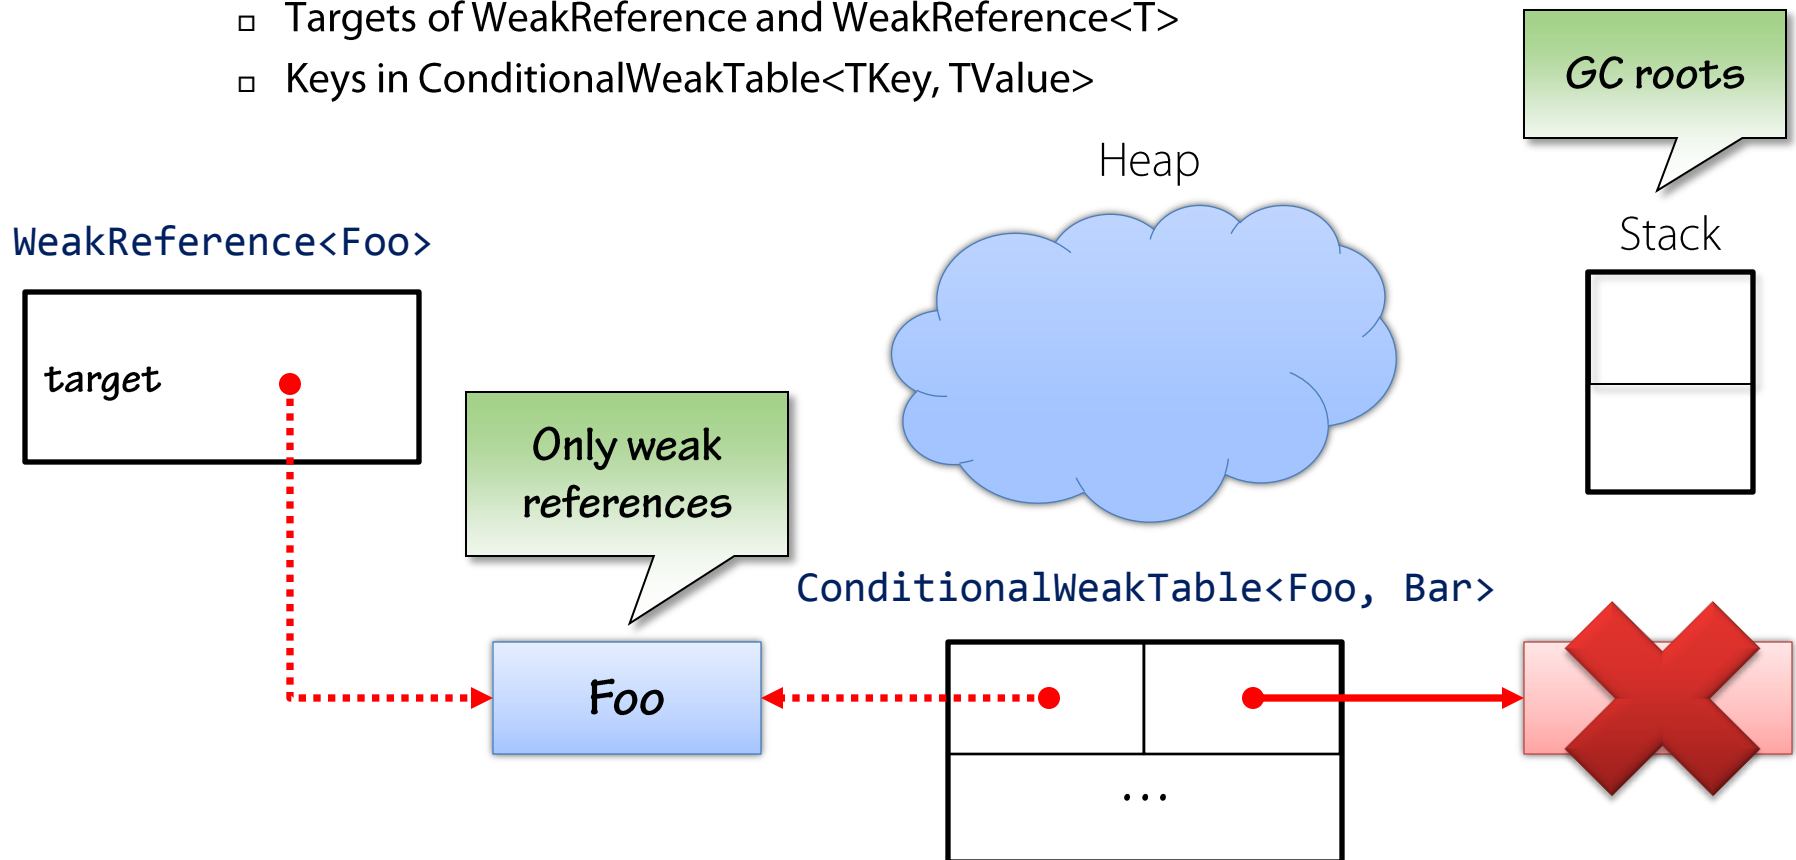 Targets of WeakReference and WeakReference<T>
Keys in ConditionalWeakTable<TKey, TValue>
GC roots
Heap
Stack
WeakReference<Foo>
target
Only weak
references
ConditionalWeakTable<Foo, Bar>
Foo
...